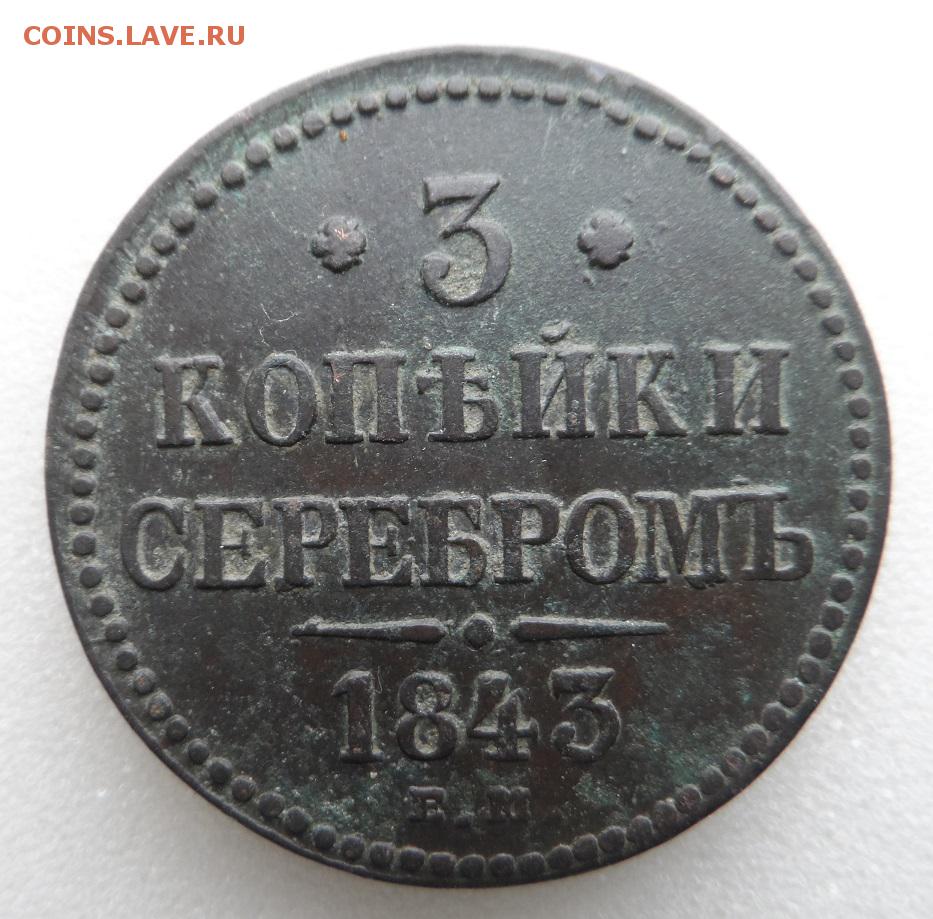 COINS.LAVE.RU
3
КОПѢЙКИ
СЕРЕБРОМЪ
1843
Е.М